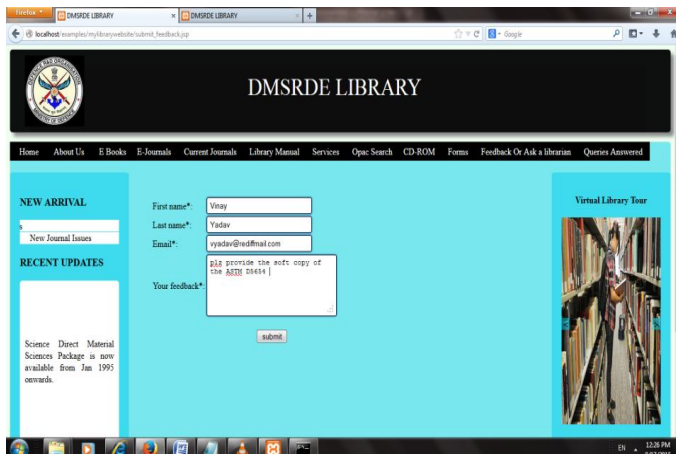 Firefox
DMSRDE LIBRARY
DMSRDE LIBRARY
localhost/examples/mylibrarywebsite/submit_feedback.jsp
Google
DMSRDE LIBRARY
Home About Us E Books E-Journals Current Journals Library Manual Services Opac Search CD-ROM Forms Feedback Or Ask a librarian Queries Answered
NEW ARRIVAL
s
New Journal Issues
RECENT UPDATES
Science Direct Material
Sciences Package is now
available from Jan 1995
onwards.
First name*: Vinay
Last name*: Yadav
Email*: vyadav@rediffmail.com
Your feedback*:
plz provide the soft copy of
the ASTM D5654
submit
Virtual Library Tour
EN
12:26 PM